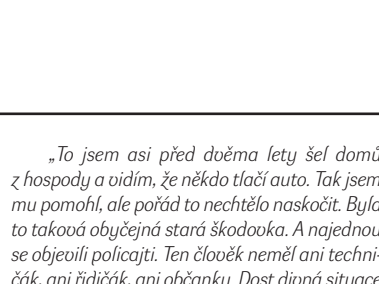 „To jsem asi před dvěma lety šel domů
z hospody a vidím, že někdo tlačí auto. Tak jsem
mu pomohl, ale pořád to nechtělo naskočit. Byla
to taková obyčejná stará škodovka. A najednou
se objevili policajti. Ten člověk neměl ani techni-
čák, ani řidičák, ani občanku. Dost divná situace